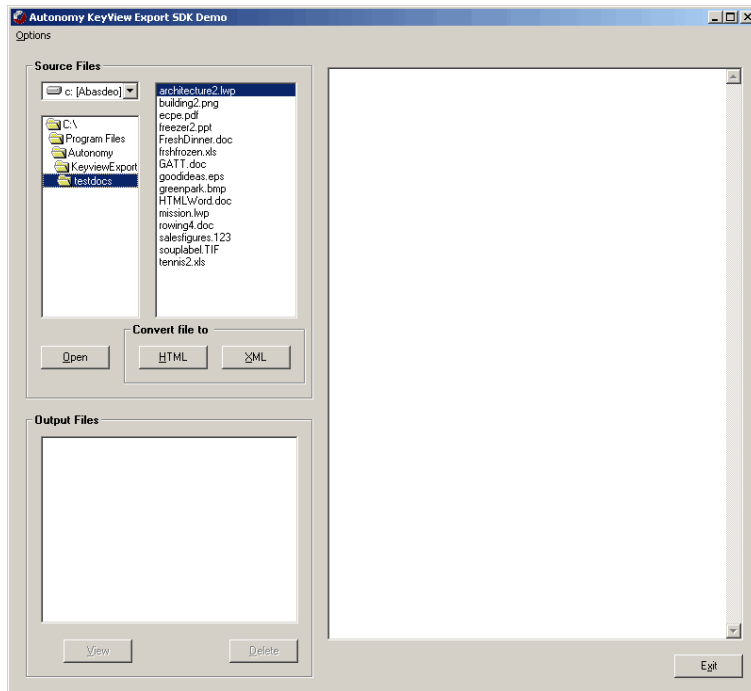 Autonomy KeyView Export SDK Demo
Options
Source Files
c: [Abasdeo]
C:\
Program Files
Autonomy
KeyviewExport
testdocs
architecture2.lwp
building2.png
ecpe.pdf
freezer2.ppt
FreshDinner.doc
frshfrozen.xls
GATT.doc
goodideas.eps
greenpark.bmp
HTMLWord.doc
mission.lwp
rowing4.doc
salesfigures.123
souplabel.TIF
tennis2.xls
Convert file to
Open
HTML
XML
Output Files
View
Delete
Exit